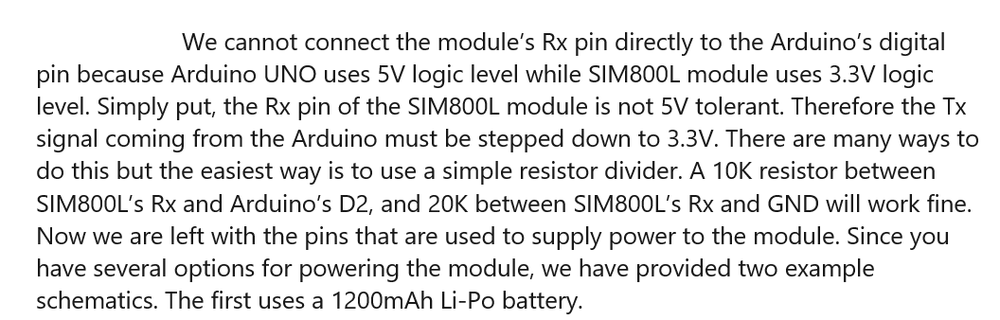 We cannot connect the module’s Rx pin directly to the Arduino’s digital
pin because Arduino UNO uses 5V logic level while SIM800L module uses 3.3V logic
level. Simply put, the Rx pin of the SIM800L module is not 5V tolerant. Therefore the Tx
signal coming from the Arduino must be stepped down to 3.3V. There are many ways to
do this but the easiest way is to use a simple resistor divider. A 10K resistor between
SIM800L’s Rx and Arduino’s D2, and 20K between SIM800L’s Rx and GND will work fine.
Now we are left with the pins that are used to supply power to the module. Since you
have several options for powering the module, we have provided two example
schematics. The first uses a 1200mAh Li-Po battery.